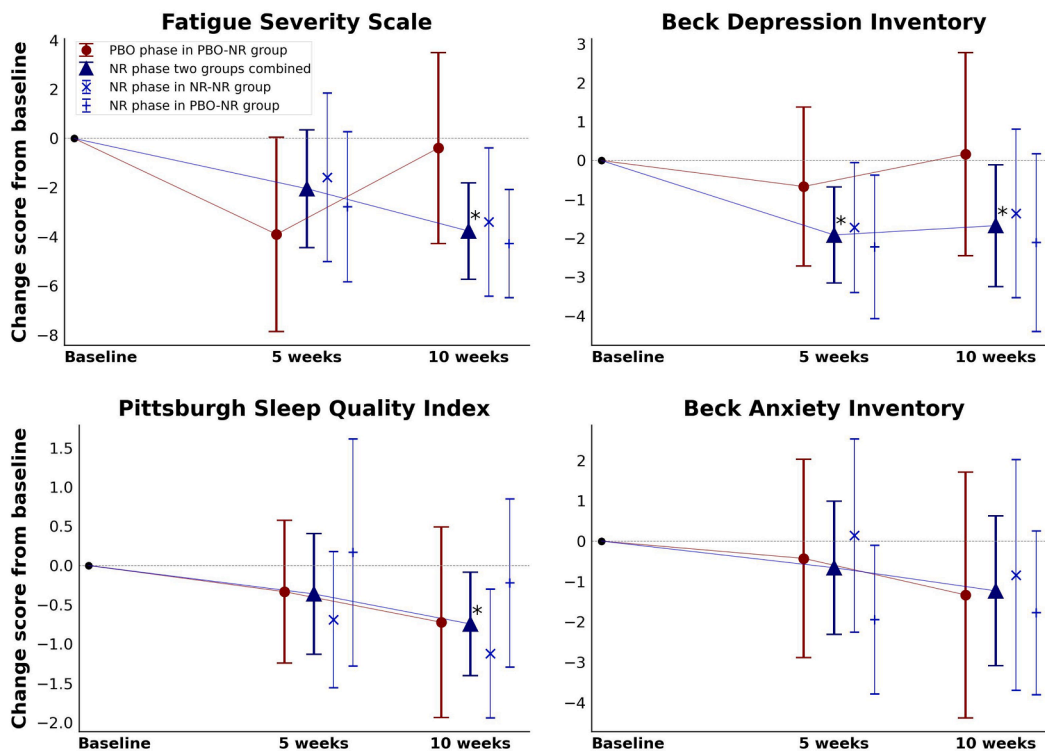 Fatigue Severity Scale
Change score from baseline
4
2
0
−2
−4
−6
−8
PBO phase in PBO-NR group
NR phase two groups combined
NR phase in NR-NR group
NR phase in PBO-NR group
*
Baseline 5 weeks 10 weeks
Beck Depression Inventory
3
2
1
0
−1
−2
−3
−4
* *
Baseline 5 weeks 10 weeks
Pittsburgh Sleep Quality Index
Change score from baseline
1.5
1.0
0.5
0.0
−0.5
−1.0
−1.5
−2.0
*
Baseline 5 weeks 10 weeks
Beck Anxiety Inventory
2
1
0
−1
−2
−3
−4
Baseline 5 weeks 10 weeks